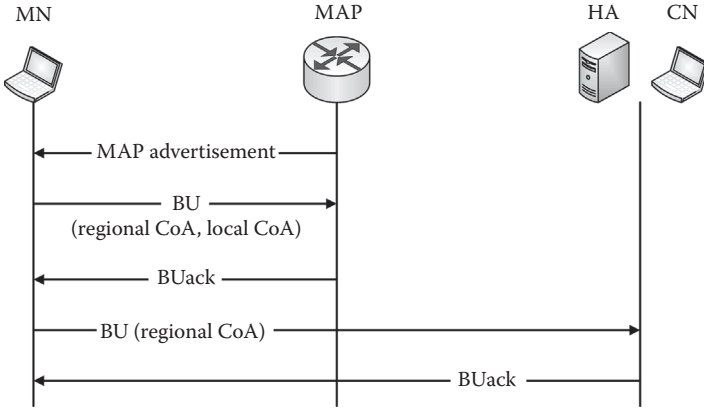 MN MAP HA CN
MAP advertisement
BU
(regional CoA, local CoA)
BUack
BU (regional CoA)
BUack